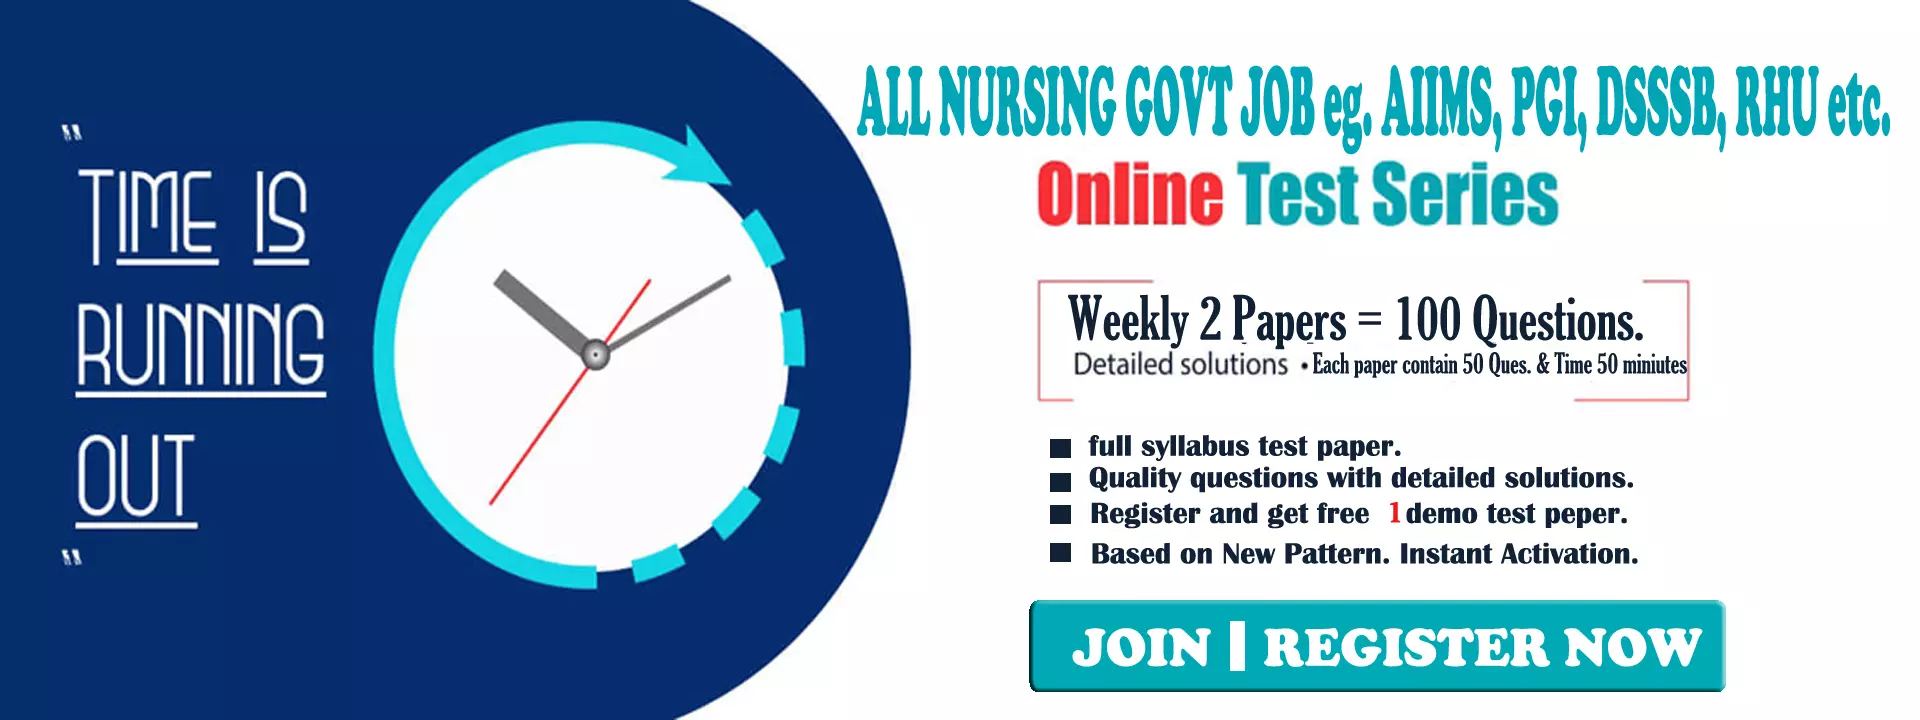 "
TIME IS
RUNNING
OUT
"
ALL NURSING GOVT JOB eg. AIIMS, PGI, DSSSB, RHU etc.
Online Test Series
Weekly 2 Papers = 100 Questions.
Detailed solutions • Each paper contain 50 Ques. & Time 50 miniutes
■ full syllabus test paper.
■ Quality questions with detailed solutions.
■ Register and get free 1 demo test peper.
■ Based on New Pattern. Instant Activation.
JOIN | REGISTER NOW